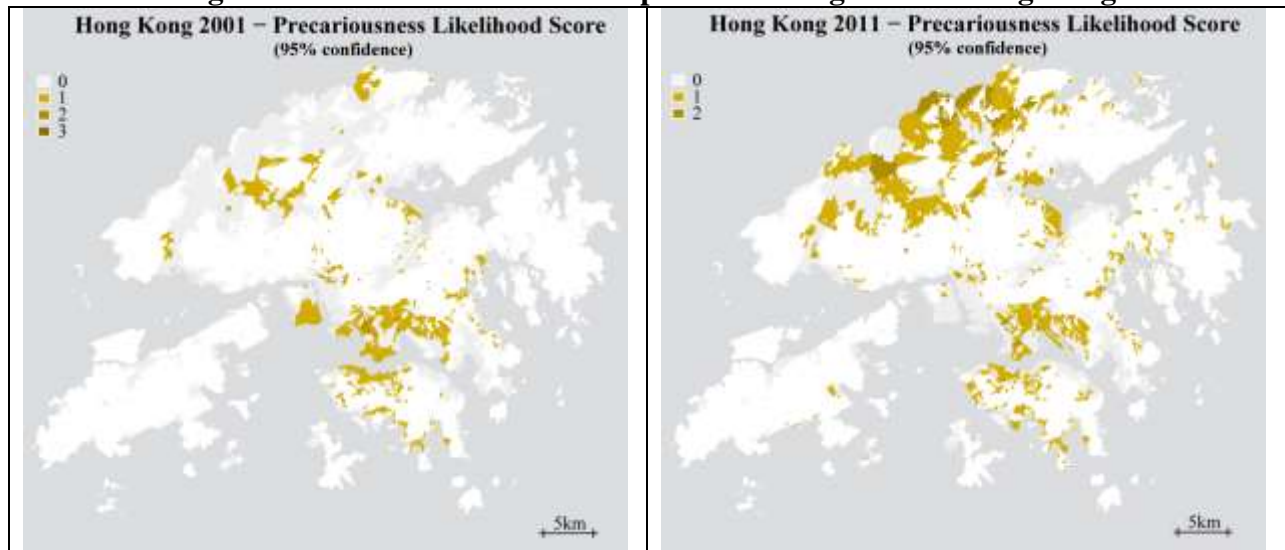 Hong Kong 2001 − Precariousness Likelihood Score
(95% confidence)
0
1
2
3
5km
Hong Kong 2011 − Precariousness Likelihood Score
(95% confidence)
0
1
2
5km